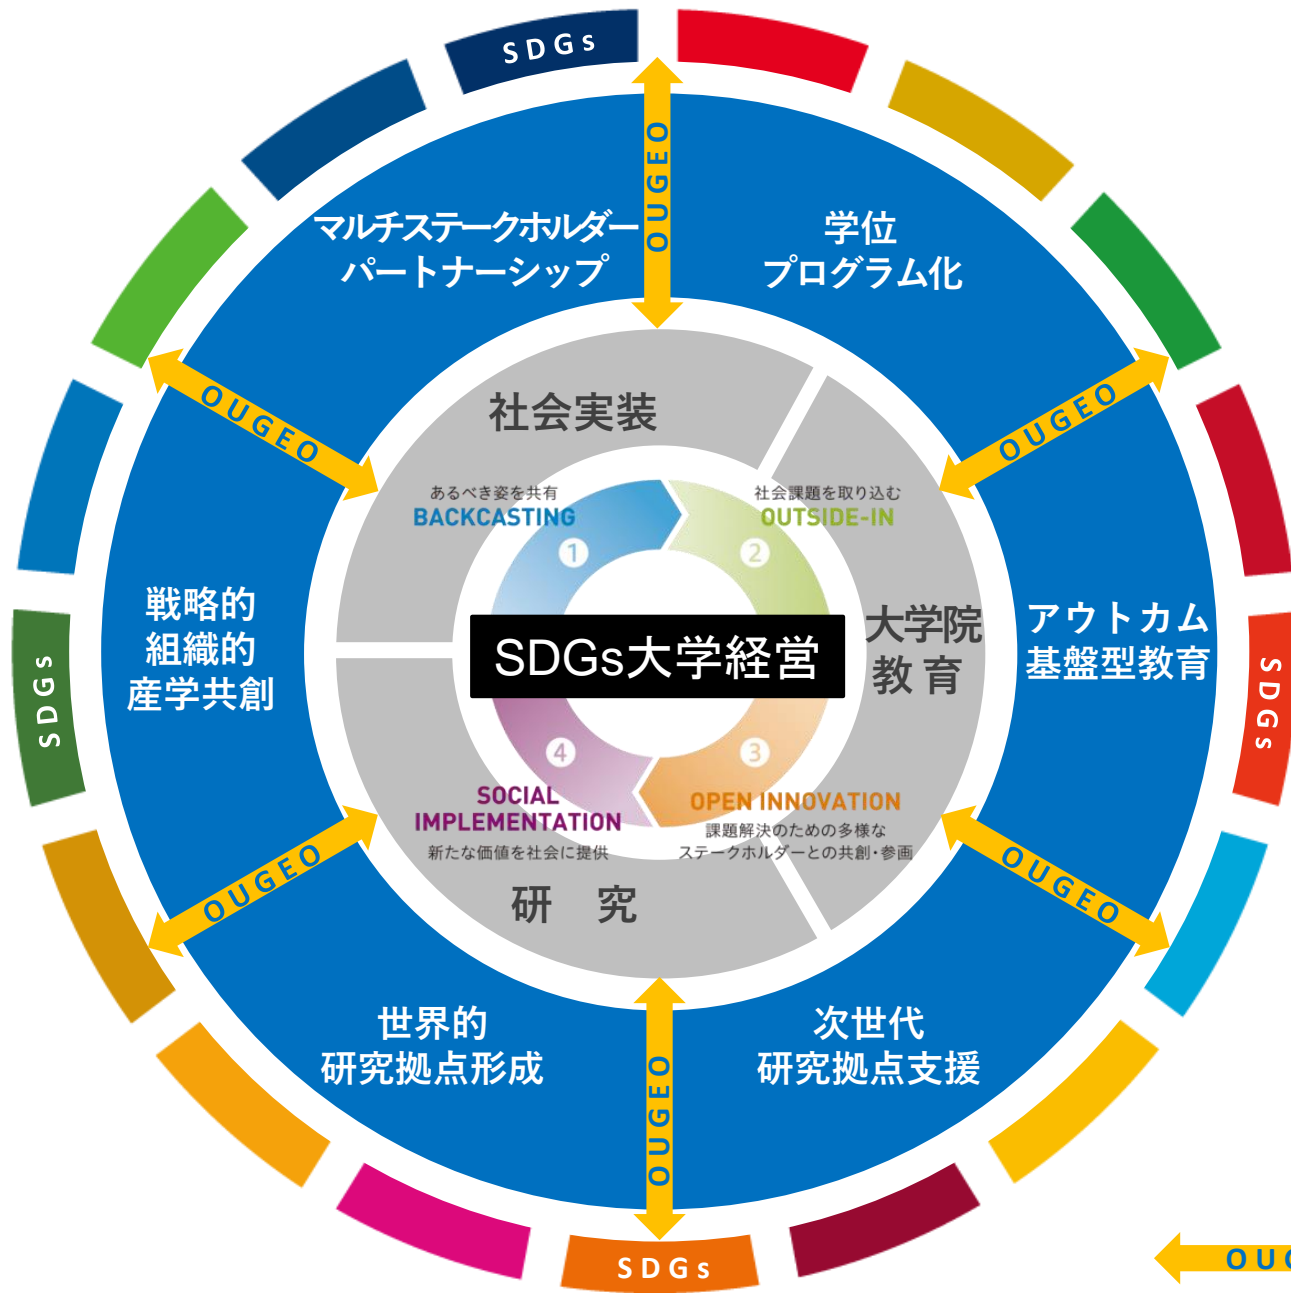 SDGs
OUGEO
マルチステークホルダー
パートナーシップ
学位
プログラム化
OUGEO
OUGEO
社会実装
あるべき姿を共有
BACKCASTING
1
社会課題を取り込む
OUTSIDE-IN
2
戦略的
組織的
産学共創
SDGs大学経営
大学院
教育
アウトカム
基盤型教育
SDGs
SDGs
4
SOCIAL
IMPLEMENTATION
新たな価値を社会に提供
3
OPEN INNOVATION
課題解決のための多様な
ステークホルダーとの共創・参画
研 究
OUGEO
OUGEO
世界的
研究拠点形成
次世代
研究拠点支援
OUGEO
SDGs